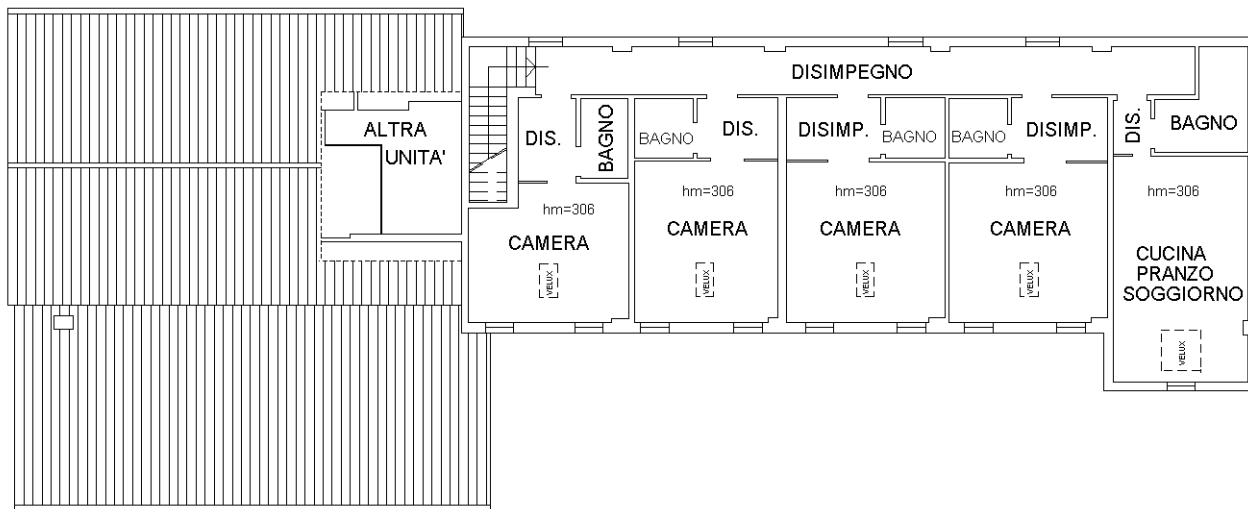 DISIMPEGNO
ALTRA
UNITA'
DIS.
BAGNO
BAGNO
DIS.
DISIMP.
BAGNO
BAGNO
DISIMP.
DIS.
BAGNO
hm=306
hm=306
hm=306
hm=306
hm=306
CAMERA
CAMERA
CAMERA
CAMERA
CUCINA
PRANZO
SOGGIORNO
VELUX
VELUX
VELUX
VELUX
VELUX